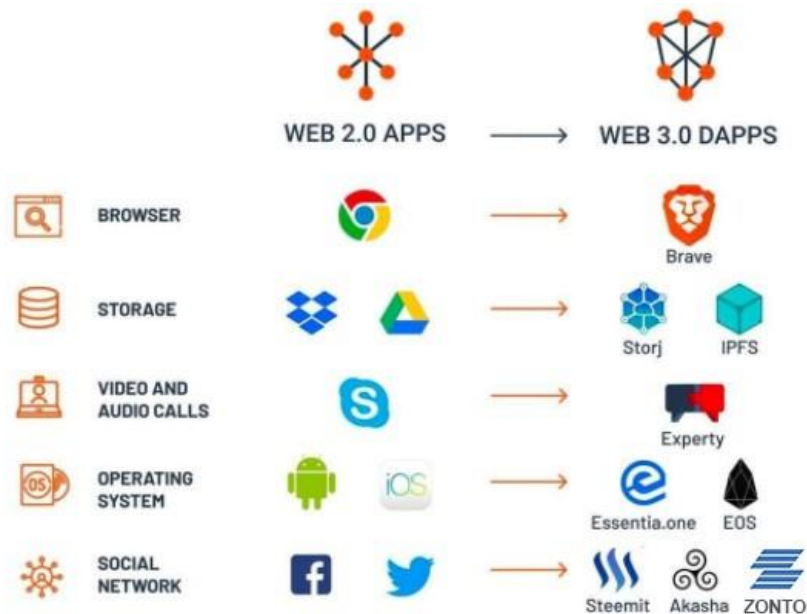 WEB 2.0 APPS WEB 3.0 DAPPS
BROWSER
Brave
STORAGE
Storj IPFS
VIDEO AND
AUDIO CALLS
S
Experty
OS
OPERATING
SYSTEM
iOS
Essentia.one EOS
SOCIAL
NETWORK
f
Steemit Akasha ZONTO